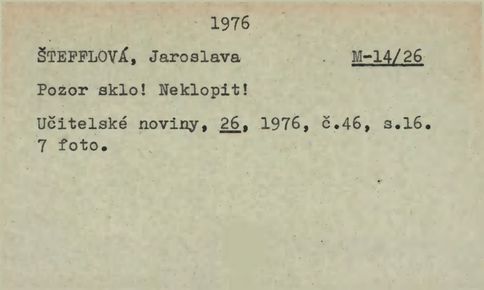 1976
ŠTEFFLOVÁ, Jaroslava M-14/26
Pozor sklo! Neklopit!
Učitelské noviny, 26, 1976, č.46, s.16.
7 foto.